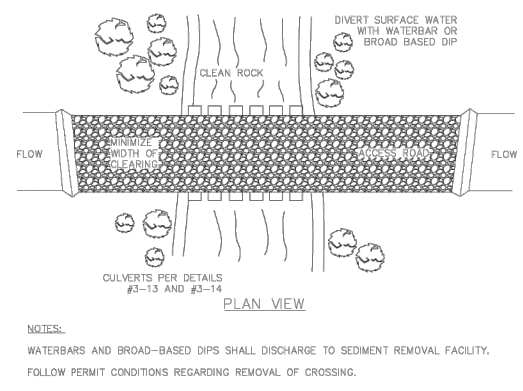 DIVERT SURFACE WATER
WITH WATERBAR OR
BROAD BASED DIP
CLEAN ROCK
MINIMIZE
WIDTH OF
CLEARING
ACCESS ROAD
FLOW
FLOW
CULVERTS PER DETAILS
#3-13 AND #3-14
PLAN VIEW
NOTES:
WATERBARS AND BROAD-BASED DIPS SHALL DISCHARGE TO SEDIMENT REMOVAL FACILITY.
FOLLOW PERMIT CONDITIONS REGARDING REMOVAL OF CROSSING.